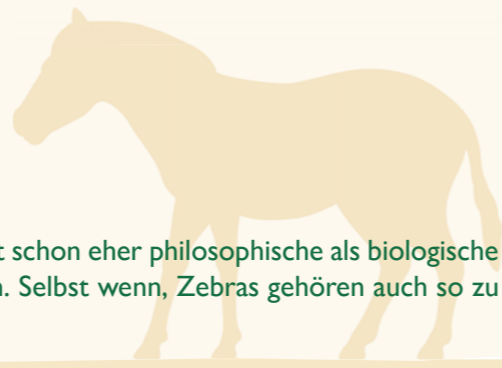 schon eher philosophische als biologische
Selbst wenn, Zebras gehören auch so zu